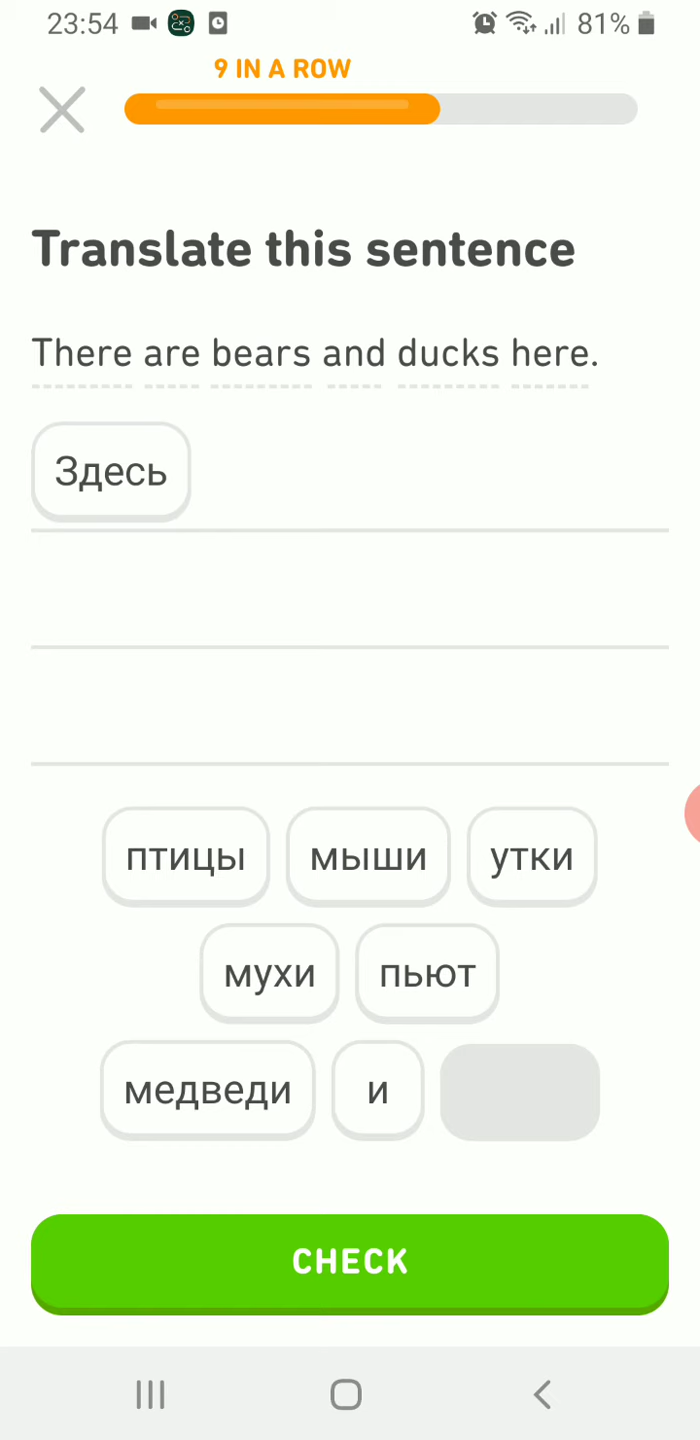 23:54 81%
9 IN A ROW
Translate this sentence
There are bears and ducks here.
Здесь
птицы мыши утки
мухи пьют
медведи и
CHECK